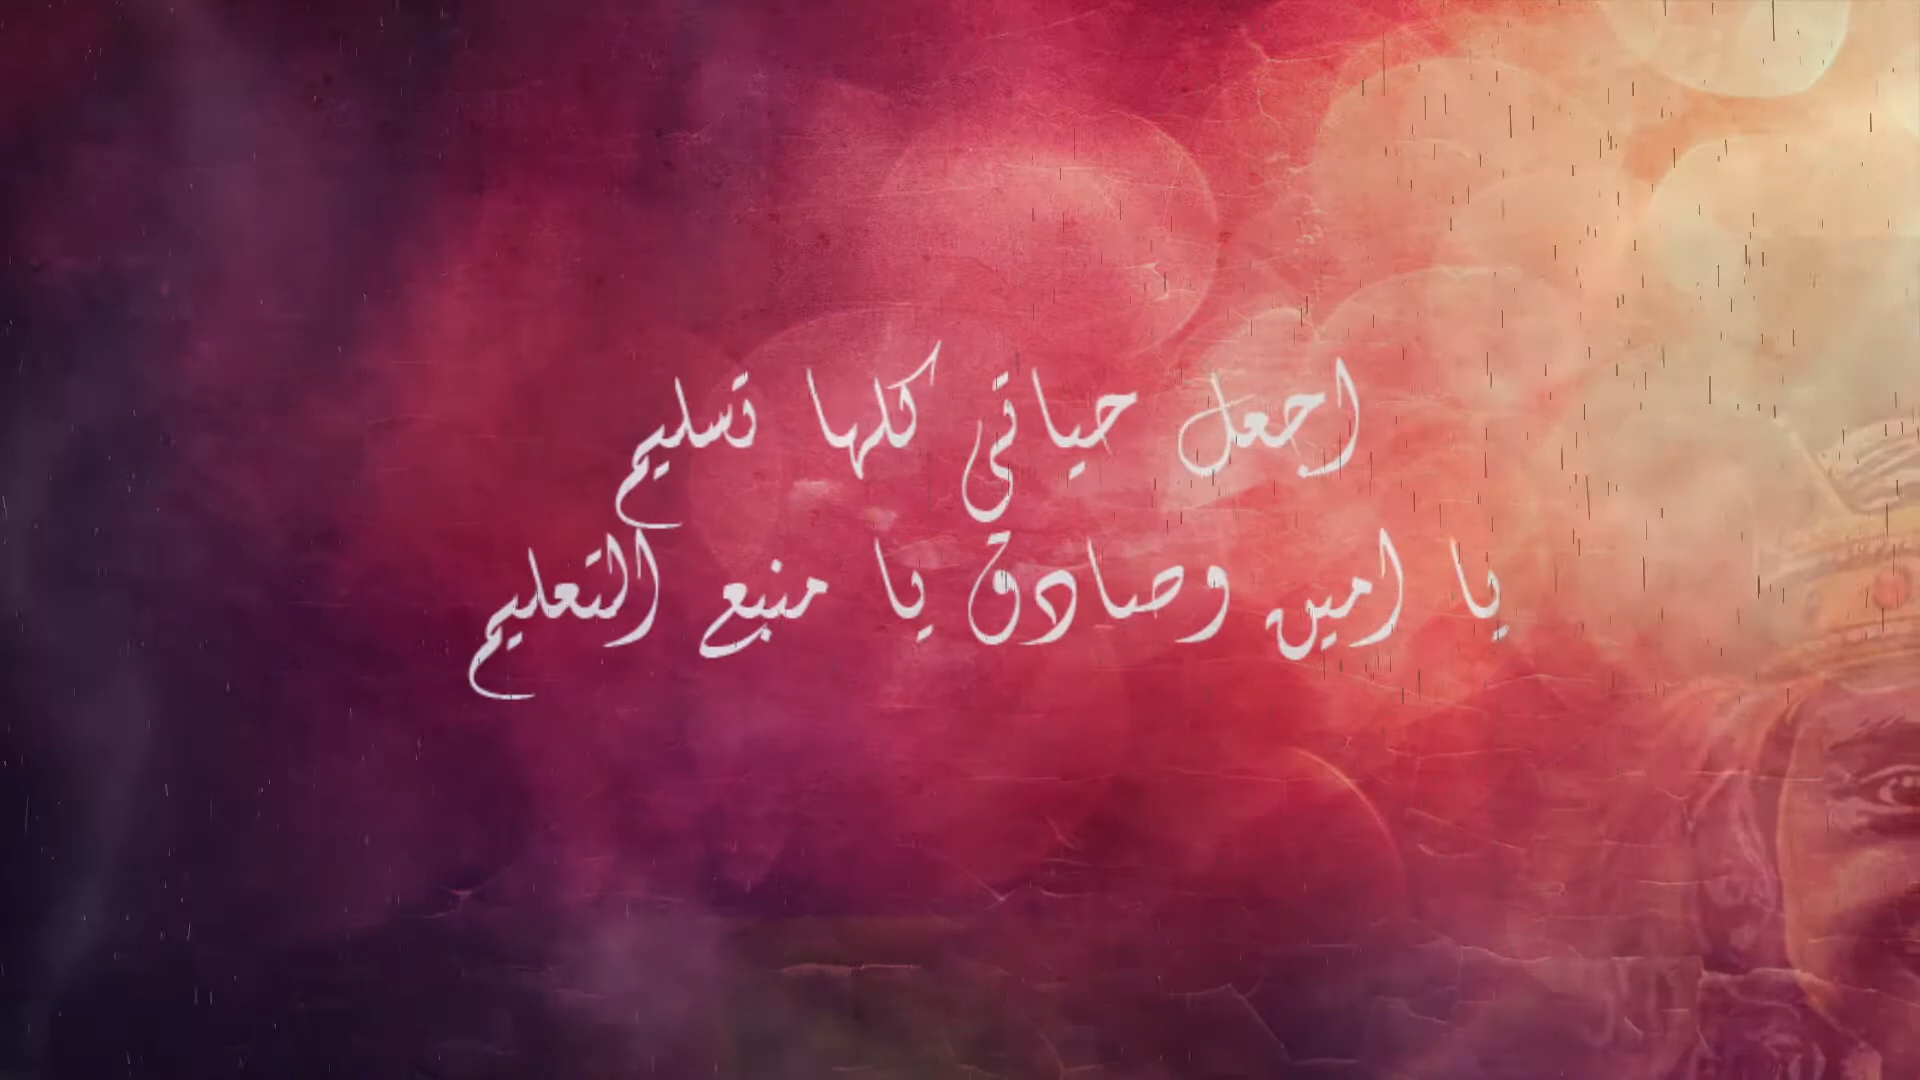 اجعل حياتي كلها تسليم
يا امين وصادق يا منبع التعليم